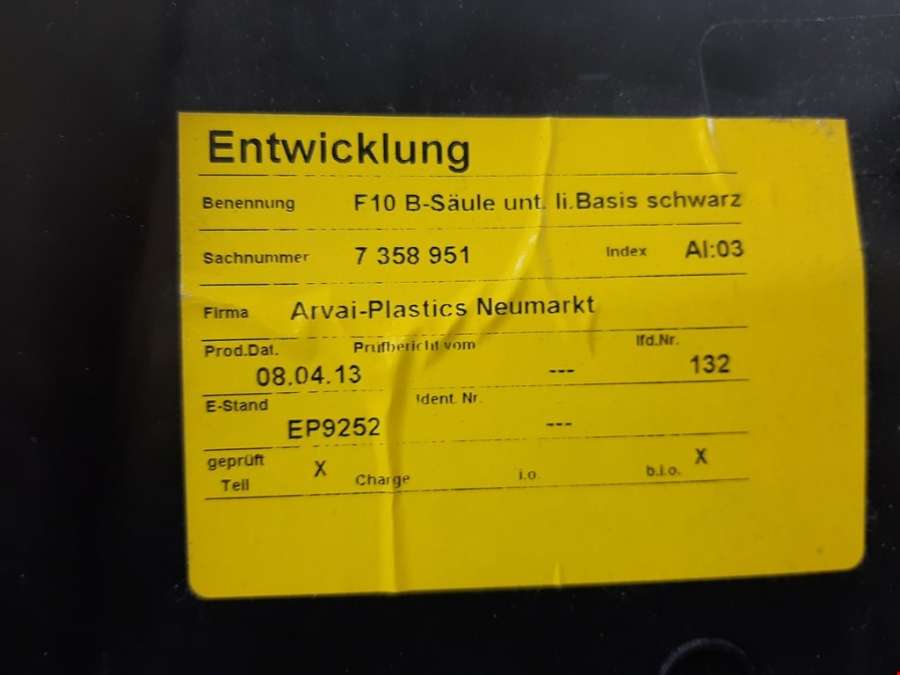 Entwicklung
Benennung F10 B-Säule unt. li.Basis schwarz
Sachnummer 7 358 951 Index AI:03
Firma Arvai-Plastics Neumarkt
Prod.Dat. Prüfbericht vom lfd.Nr.
08.04.13 --- 132
E-Stand Ident. Nr.
EP9252 ---
geprüft X X
Teil Charge i.o. b.i.o.